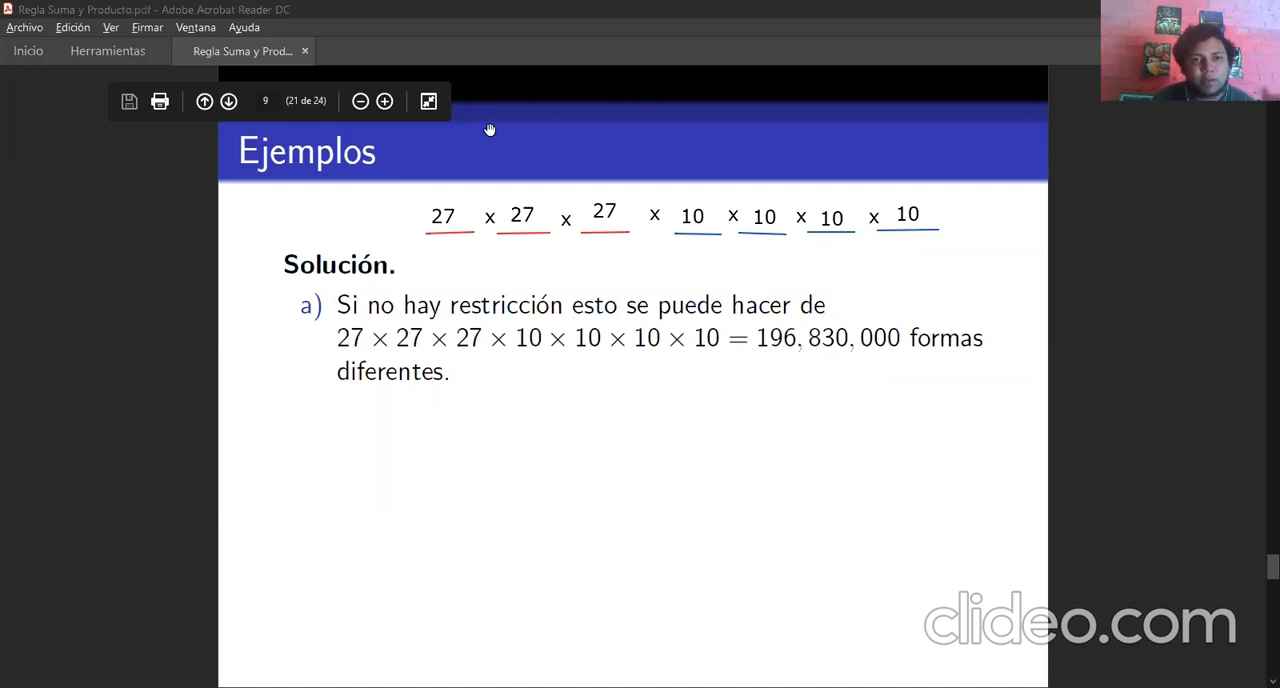 Regla Suma y Producto.pdf - Adobe Acrobat Reader DC
Archivo Edición Ver Firmar Ventana Ayuda
Inicio Herramientas Regla Suma y Prod... ×
9 (21 de 24)
Ejemplos
27 x 27 x 27 x 10 x 10 x 10 x 10
Solución.
a) Si no hay restricción esto se puede hacer de
27 × 27 × 27 × 10 × 10 × 10 × 10 = 196, 830, 000 formas
diferentes.
clideo.com